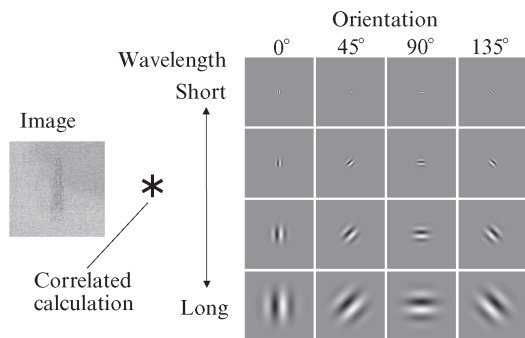 Orientation
0° 45° 90° 135°
Wavelength
Short
Image
*
Correlated
calculation
Long